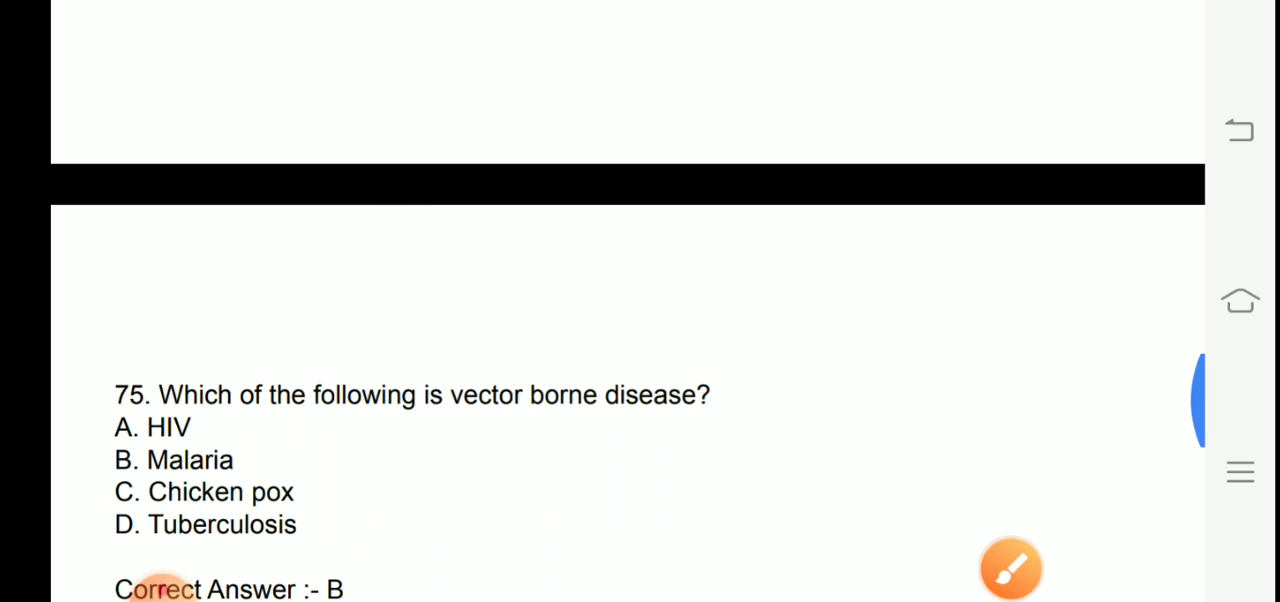 75. Which of the following is vector borne disease?
A. HIV
B. Malaria
C. Chicken pox
D. Tuberculosis
Correct Answer :- B